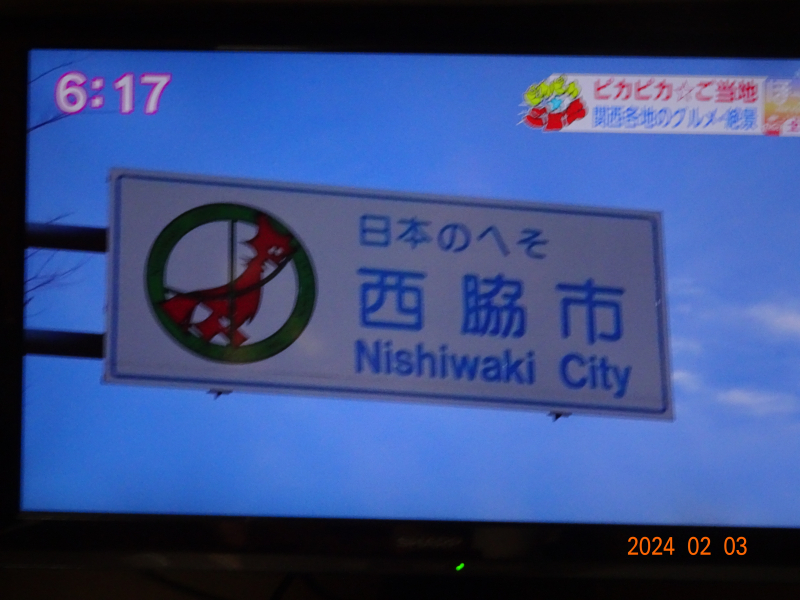 6:17
ピカピカ☆ご当地
関西各地のグルメ・絶景
日本のへそ
西脇市
Nishiwaki City
2024 02 03